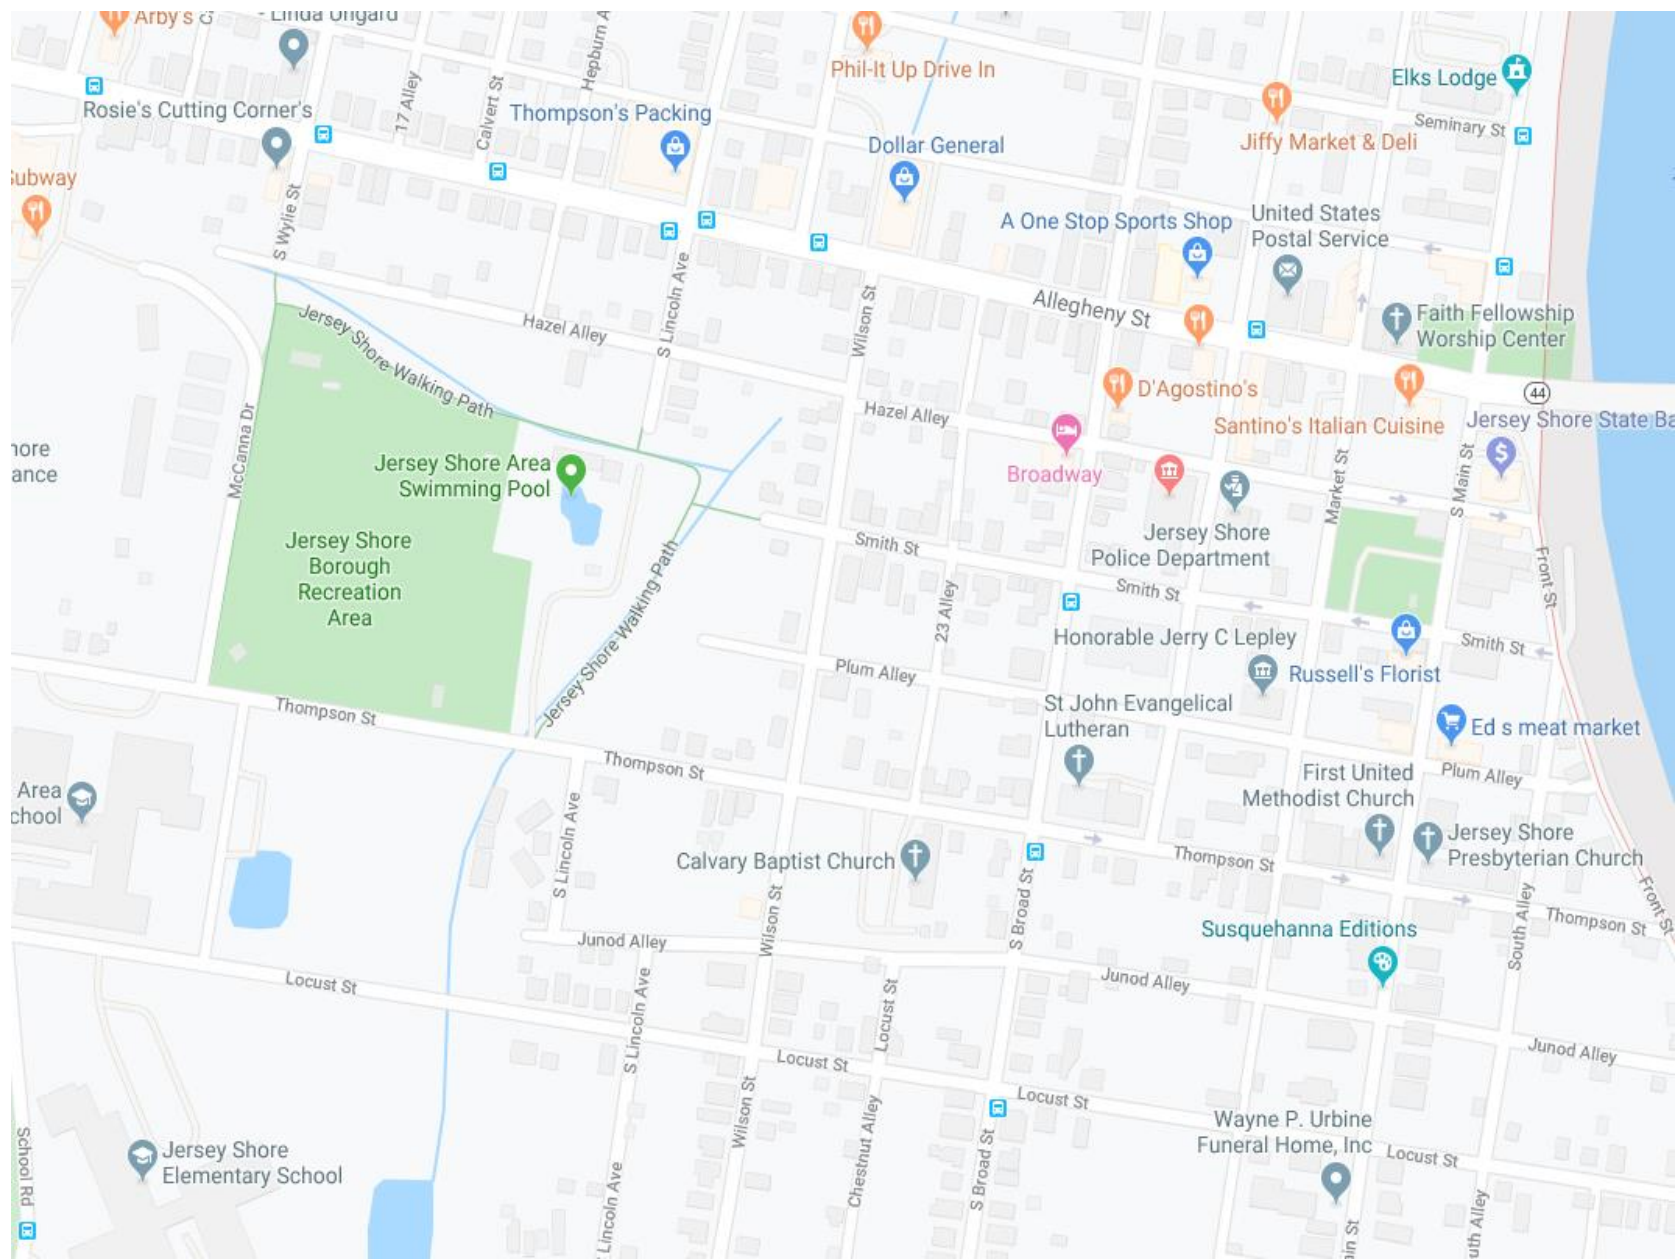 Arby's
- Linda Ungard
Hepburn A
Phil-It Up Drive In
Elks Lodge
17 Alley
Calvert St
Rosie's Cutting Corner's
Thompson's Packing
Dollar General
Jiffy Market & Deli
Seminary St
Subway
S Wylie St
A One Stop Sports Shop
United States
Postal Service
S Lincoln Ave
Wilson St
Allegheny St
Faith Fellowship
Worship Center
Jersey Shore Walking Path
Hazel Alley
Hazel Alley
D'Agostino's
44
Santino's Italian Cuisine
Jersey Shore State Ba
McCanna Dr
hore
ance
Jersey Shore Area
Swimming Pool
Broadway
Market St
S Main St
Jersey Shore
Police Department
Jersey Shore
Borough
Recreation
Area
Smith St
Smith St
Front St
Jersey Shore Walking Path
23 Alley
Honorable Jerry C Lepley
Smith St
Russell's Florist
Plum Alley
St John Evangelical
Lutheran
Thompson St
Ed s meat market
Thompson St
Plum Alley
First United
Methodist Church
Area
chool
S Lincoln Ave
Calvary Baptist Church
Thompson St
Jersey Shore
Presbyterian Church
Front St
S Broad St
Wilson St
South Alley
Thompson St
Junod Alley
Susquehanna Editions
Locust St
Junod Alley
S Lincoln Ave
Locust St
Junod Alley
Locust St
Locust St
Wilson St
Chestnut Alley
Wayne P. Urbine
Funeral Home, Inc
Locust St
School Rd
Jersey Shore
Elementary School
S Broad St
Lincoln Ave
in St
uth Alley